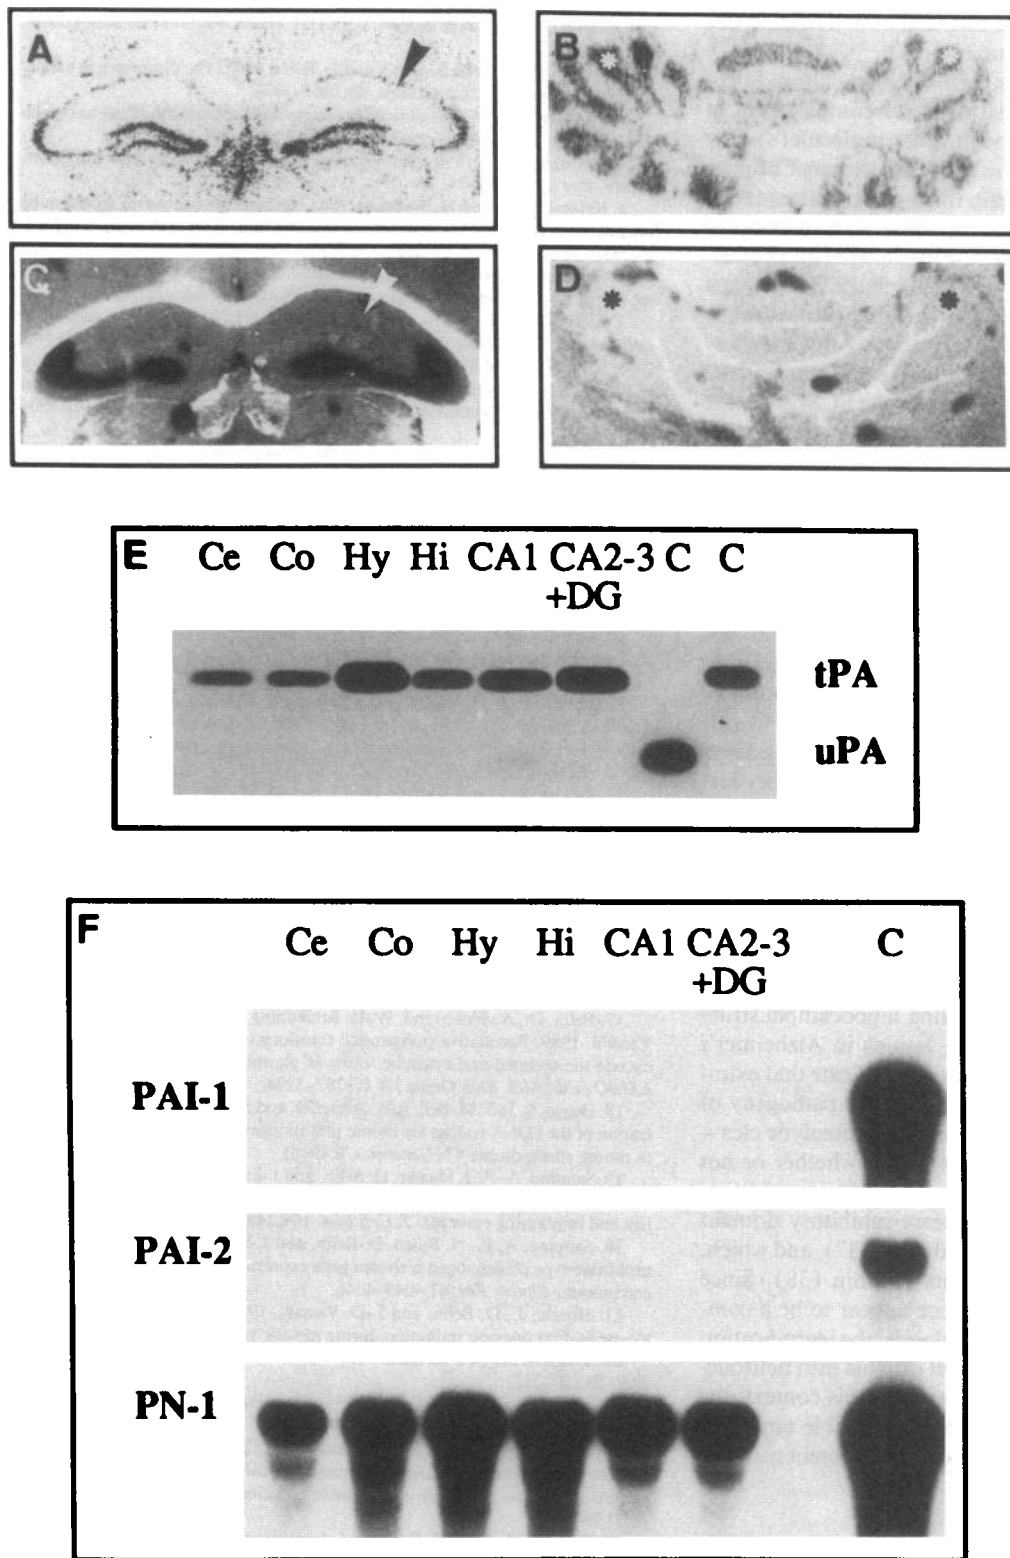 A
B
C
D
E Ce Co Hy Hi CA1 CA2-3 C C
+DG
tPA
uPA
F Ce Co Hy Hi CA1 CA2-3 C
+DG
PAI-1
PAI-2
PN-1